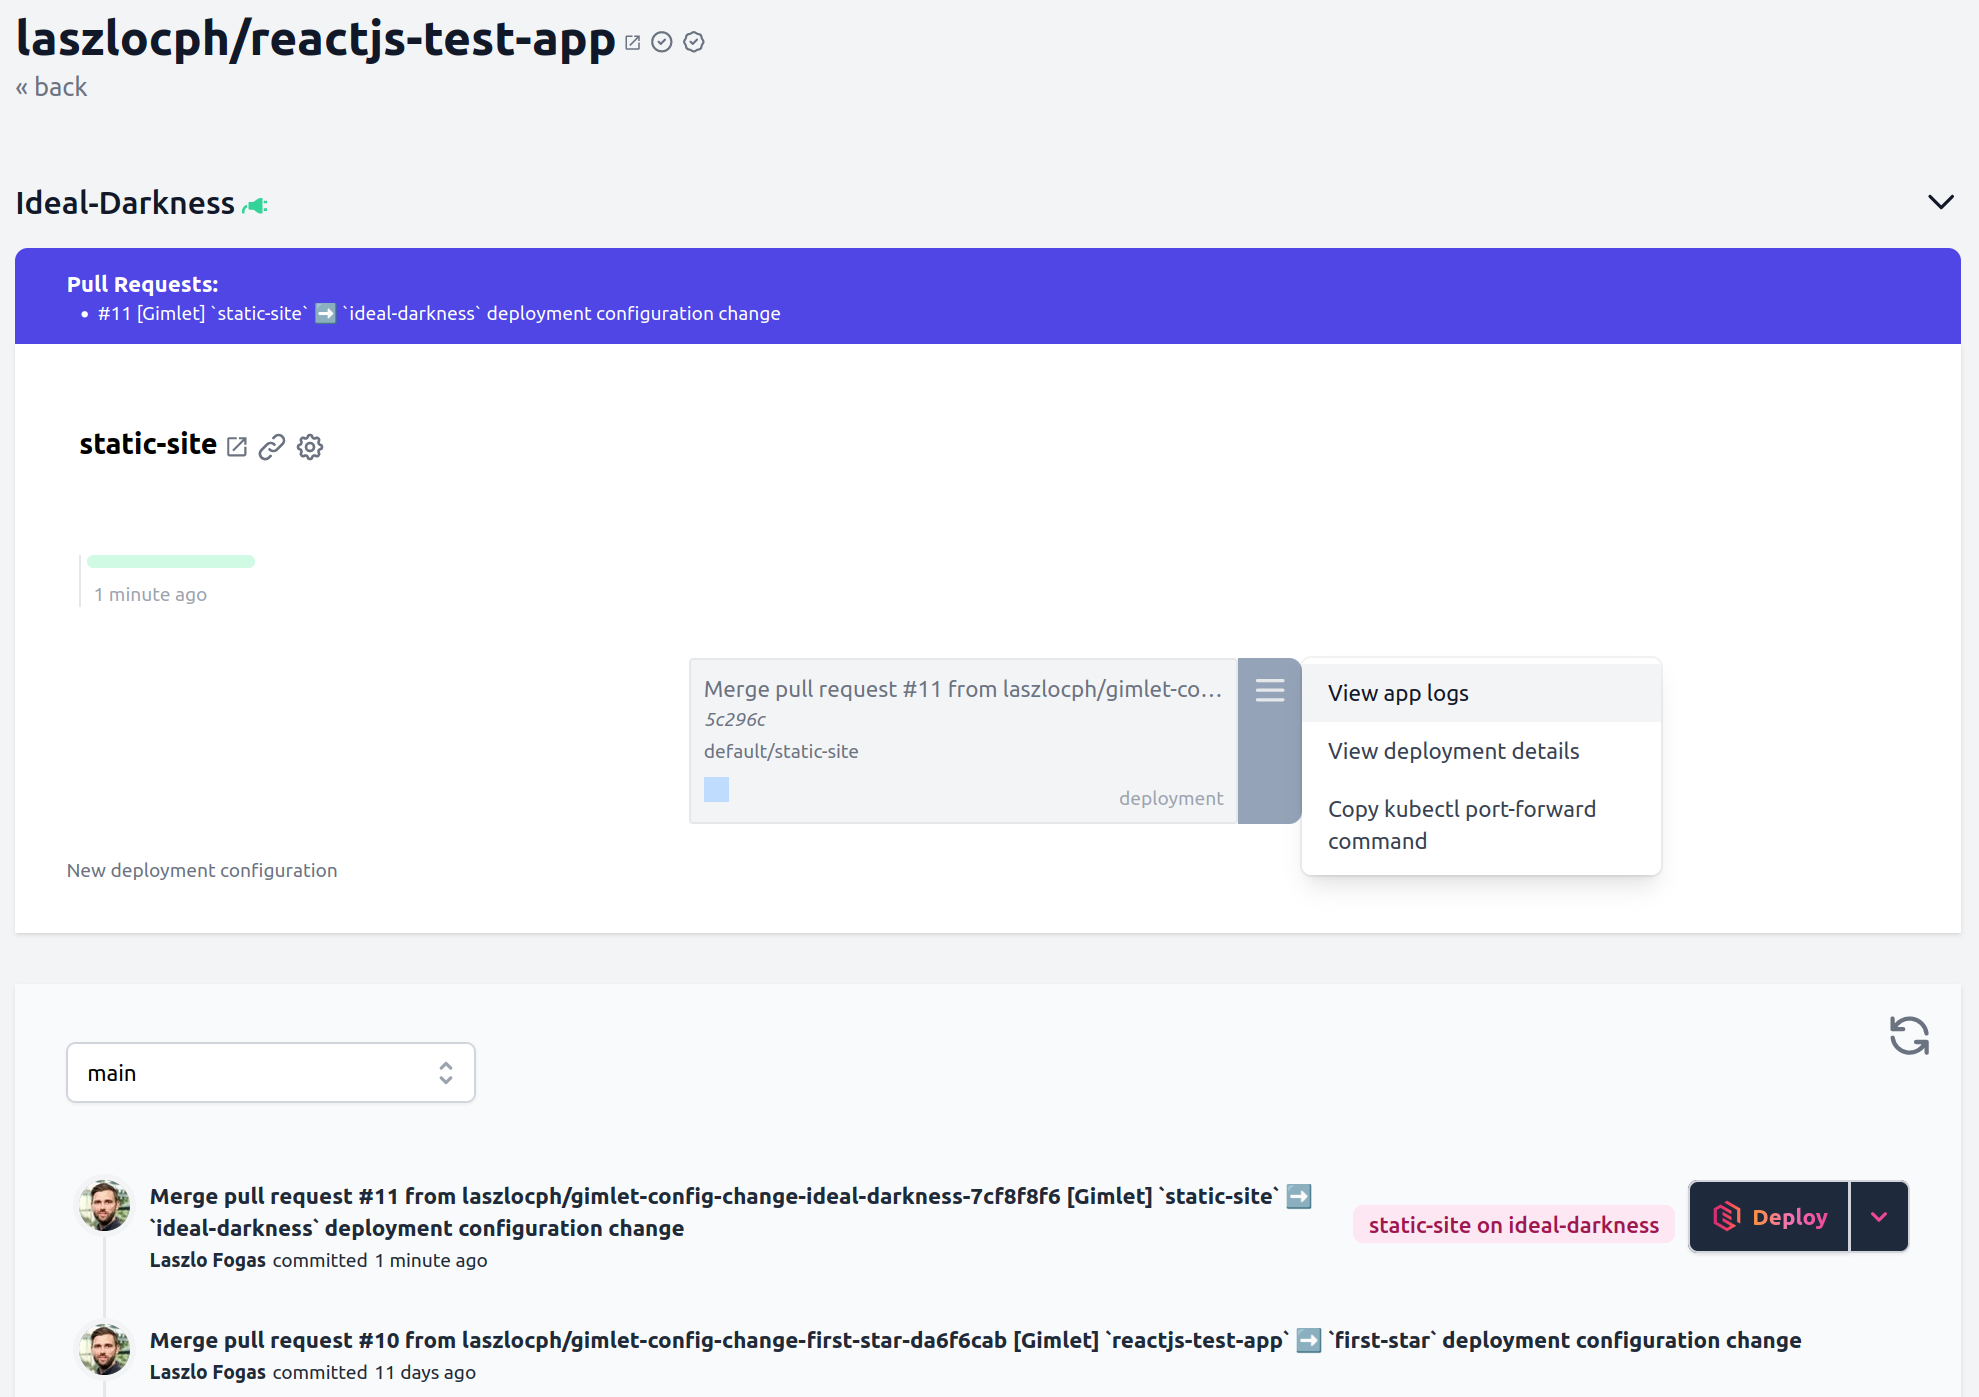 laszlocph/reactjs-test-app
« back
Ideal-Darkness
Pull Requests:
• #11 [Gimlet] `static-site` ➡️ `ideal-darkness` deployment configuration change
static-site
1 minute ago
Merge pull request #11 from laszlocph/gimlet-co...
5c296c
default/static-site
deployment
View app logs
View deployment details
Copy kubectl port-forward
command
New deployment configuration
main
Merge pull request #11 from laszlocph/gimlet-config-change-ideal-darkness-7cf8f8f6 [Gimlet] `static-site` ➡️
`ideal-darkness` deployment configuration change
Laszlo Fogas committed 1 minute ago
static-site on ideal-darkness
Deploy
Merge pull request #10 from laszlocph/gimlet-config-change-first-star-da6f6cab [Gimlet] `reactjs-test-app` ➡️ `first-star` deployment configuration change
Laszlo Fogas committed 11 days ago